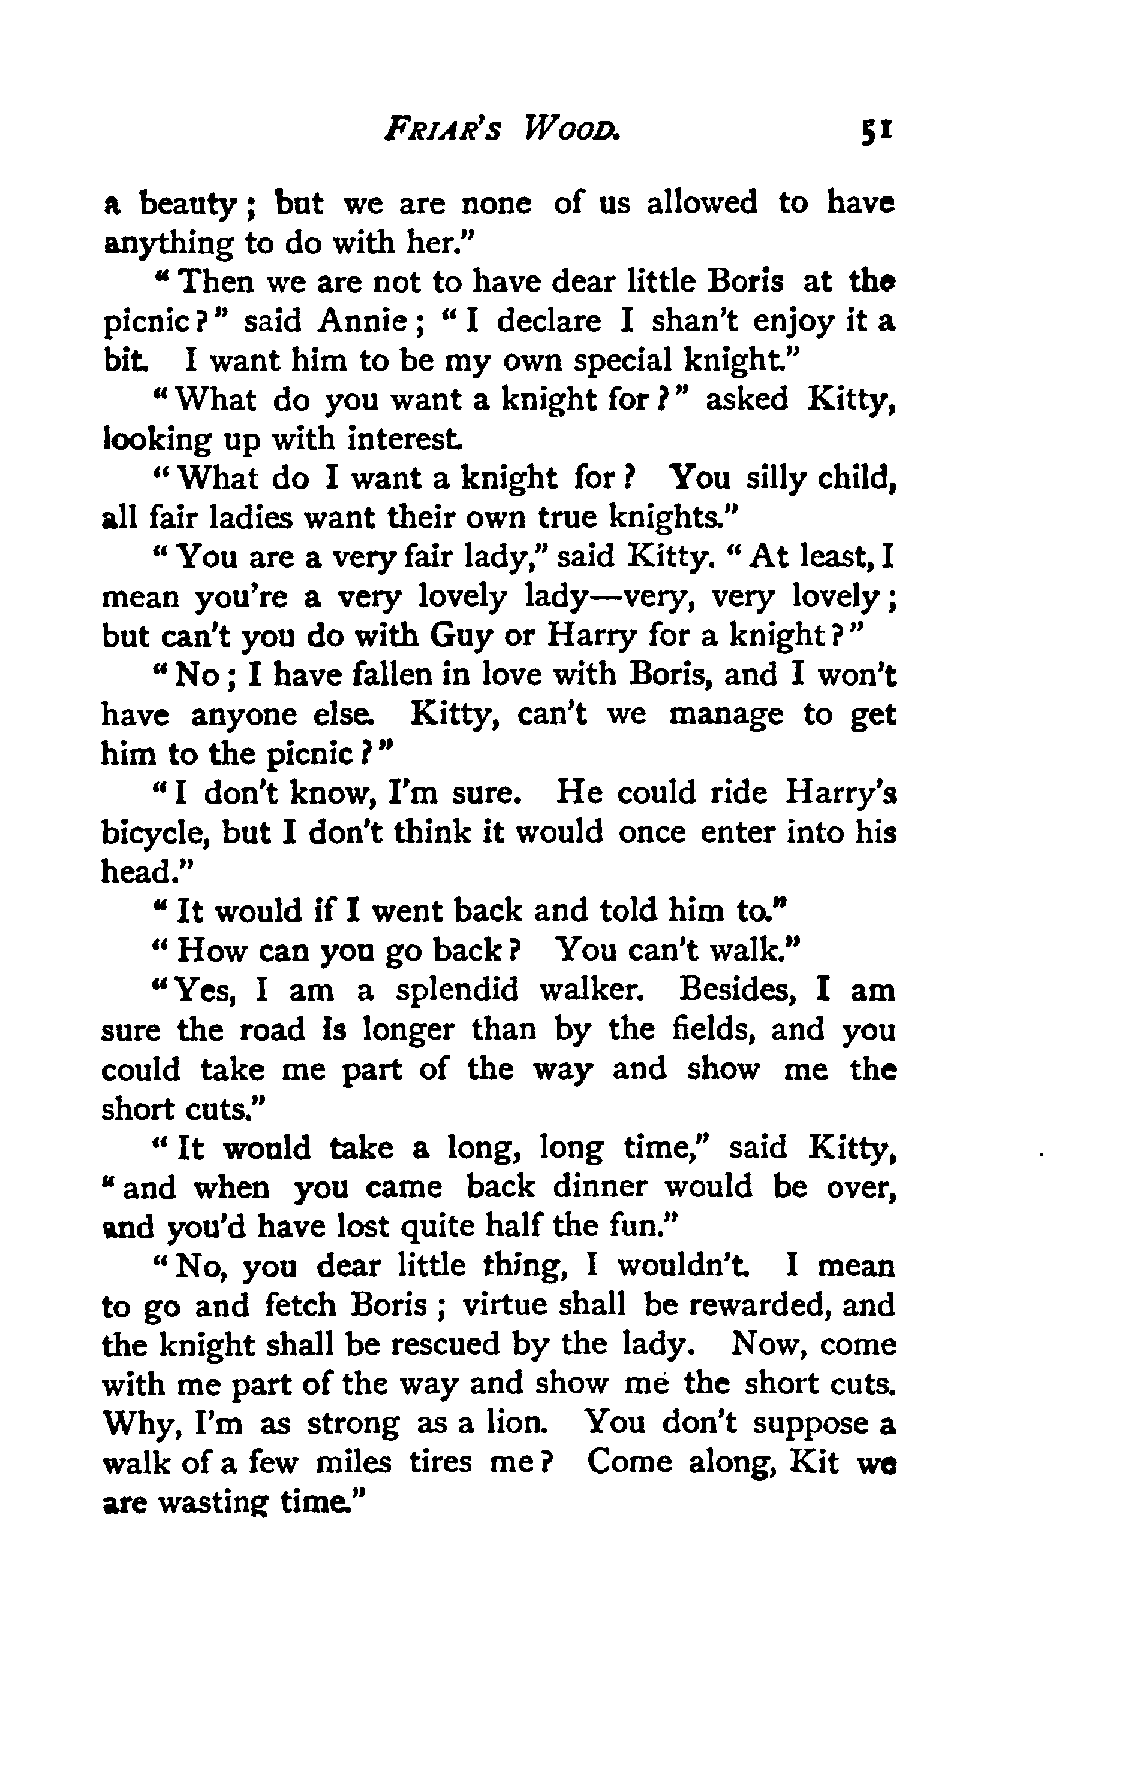 FRIAR'S WOOD. 51
a beauty; but we are none of us allowed to have
anything to do with her."
"Then we are not to have dear little Boris at the
picnic?" said Annie; "I declare I shan't enjoy it a
bit. I want him to be my own special knight."
"What do you want a knight for?" asked Kitty,
looking up with interest.
"What do I want a knight for? You silly child,
all fair ladies want their own true knights."
"You are a very fair lady," said Kitty. "At least, I
mean you're a very lovely lady—very, very lovely;
but can't you do with Guy or Harry for a knight?"
"No; I have fallen in love with Boris, and I won't
have anyone else. Kitty, can't we manage to get
him to the picnic?"
"I don't know, I'm sure. He could ride Harry's
bicycle, but I don't think it would once enter into his
head."
"It would if I went back and told him to."
"How can you go back? You can't walk."
"Yes, I am a splendid walker. Besides, I am
sure the road is longer than by the fields, and you
could take me part of the way and show me the
short cuts."
"It would take a long, long time," said Kitty,
"and when you came back dinner would be over,
and you'd have lost quite half the fun."
"No, you dear little thing, I wouldn't. I mean
to go and fetch Boris; virtue shall be rewarded, and
the knight shall be rescued by the lady. Now, come
with me part of the way and show me the short cuts.
Why, I'm as strong as a lion. You don't suppose a
walk of a few miles tires me? Come along, Kit we
are wasting time."